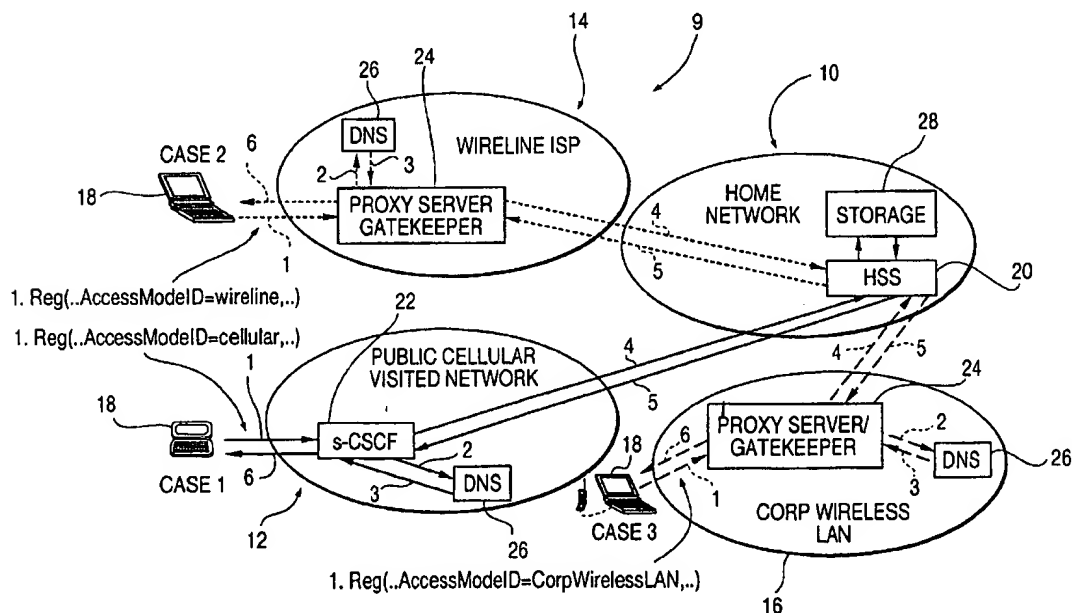 14
9
26
24
10
DNS
WIRELINE ISP
CASE 2
6
2
3
28
18
PROXY SERVER
GATEKEEPER
HOME
NETWORK
STORAGE
4
5
1
HSS
20
1. Reg(..AccessModeID=wireline,..)
22
1. Reg(..AccessModeID=cellular,..)
PUBLIC CELLULAR
VISITED NETWORK
4
5
4
5
24
1
18
s-CSCF
PROXY SERVER/
GATEKEEPER
2
6
18
6
2
3
CASE 1
DNS
1
3
DNS
26
12
26
CASE 3
CORP WIRELESS
LAN
1. Reg(..AccessModeID=CorpWirelessLAN,..)
16